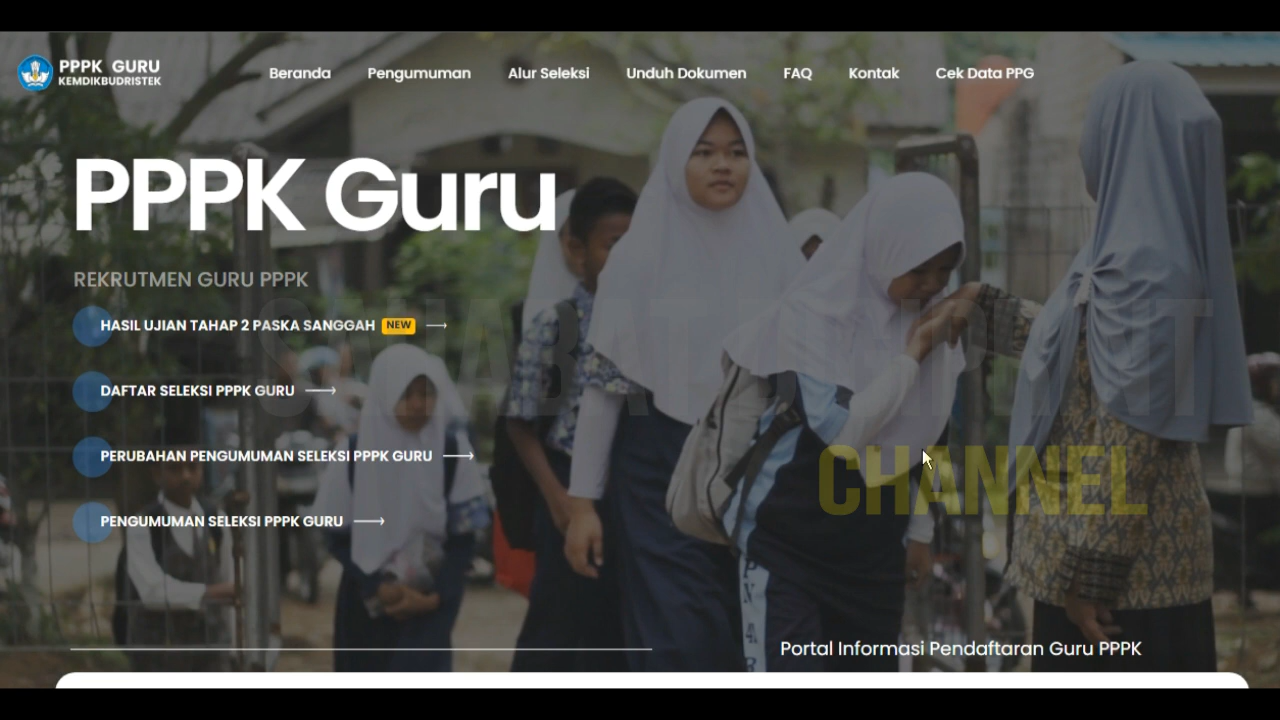 PPPK GURU
KEMDIKBUDRISTEK
Beranda Pengumuman Alur Seleksi Unduh Dokumen FAQ Kontak Cek Data PPG
PPPK Guru
REKRUTMEN GURU PPPK
HASIL UJIAN TAHAP 2 PASKA SANGGAH NEW
DAFTAR SELEKSI PPPK GURU
PERUBAHAN PENGUMUMAN SELEKSI PPPK GURU
PENGUMUMAN SELEKSI PPPK GURU
CHANNEL
Portal Informasi Pendaftaran Guru PPPK